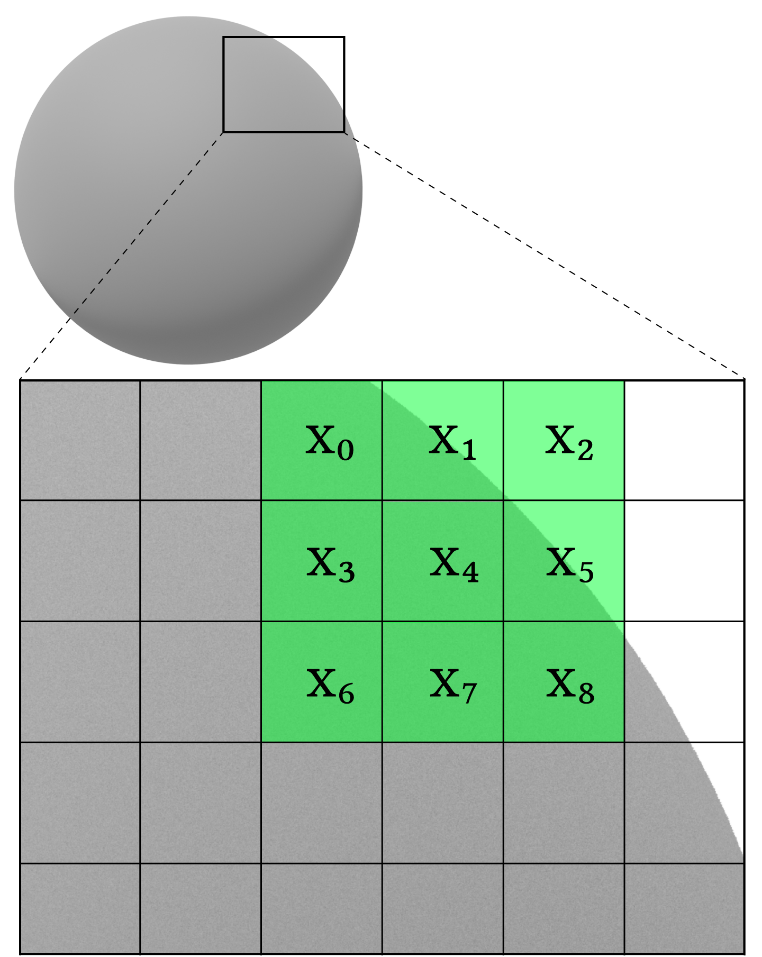 x₀ x₁ x₂
x₃ x₄ x₅
x₆ x₇ x₈